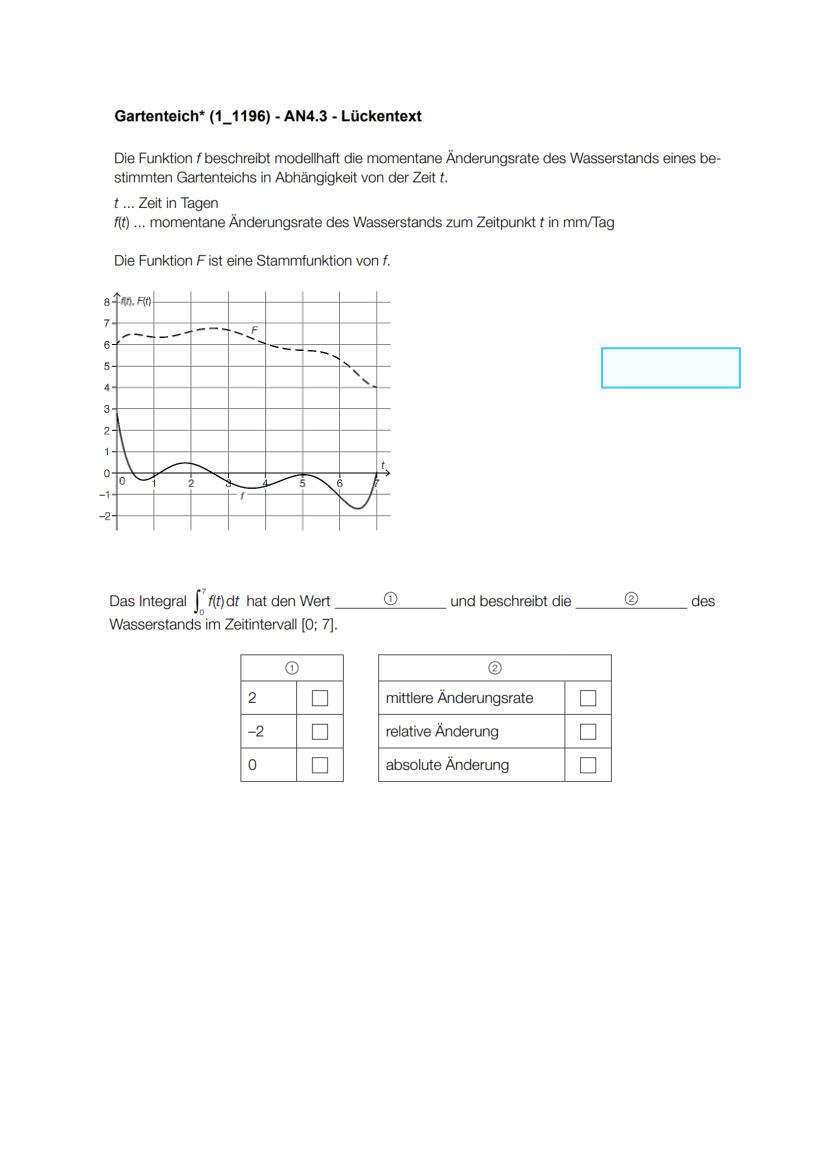 Gartenteich* (1_1196) - AN4.3 - Lückentext
Die Funktion f beschreibt modellhaft die momentane Änderungsrate des Wasserstands eines be-
stimmten Gartenteichs in Abhängigkeit von der Zeit t.
t ... Zeit in Tagen
f(t) ... momentane Änderungsrate des Wasserstands zum Zeitpunkt t in mm/Tag
Die Funktion F ist eine Stammfunktion von f.
8 f(t), F(t)
7
F
6
5
4
3
2
1
t
0
0 1 2 3 4 5 6 7
–1
f
–2
Das Integral ∫₀⁷ f(t) dt hat den Wert ① und beschreibt die ② des
Wasserstands im Zeitintervall [0; 7].
① ②
2 ☐ mittlere Änderungsrate ☐
–2 ☐ relative Änderung ☐
0 ☐ absolute Änderung ☐